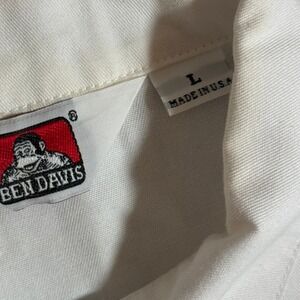 L
MADE IN U.S.A
®
BEN DAVIS